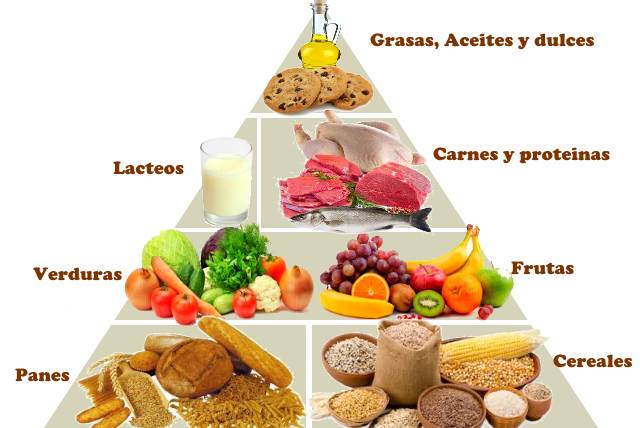 Grasas, Aceites y dulces
Lacteos
Carnes y proteinas
Verduras
Frutas
Panes
Cereales